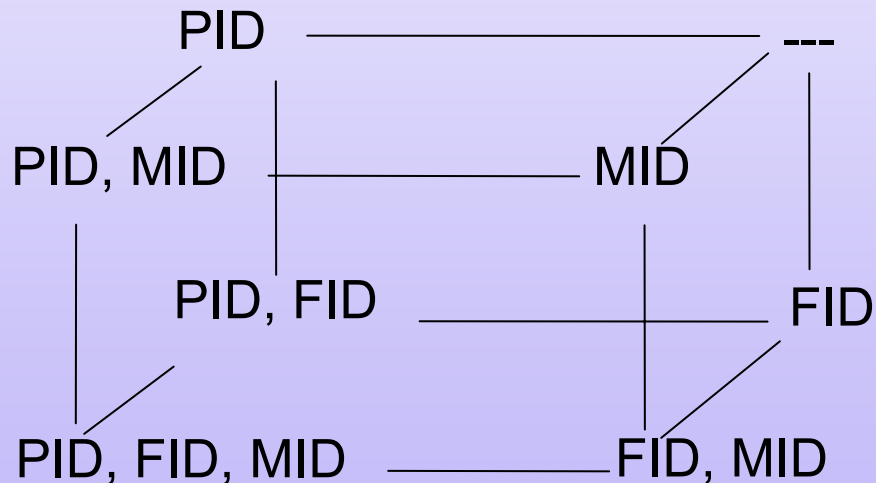 PID ---
PID, MID MID
PID, FID FID
PID, FID, MID FID, MID